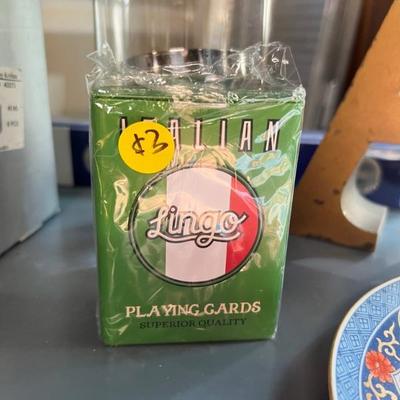 ITALIAN
$3
Lingo
PLAYING CARDS
SUPERIOR QUALITY